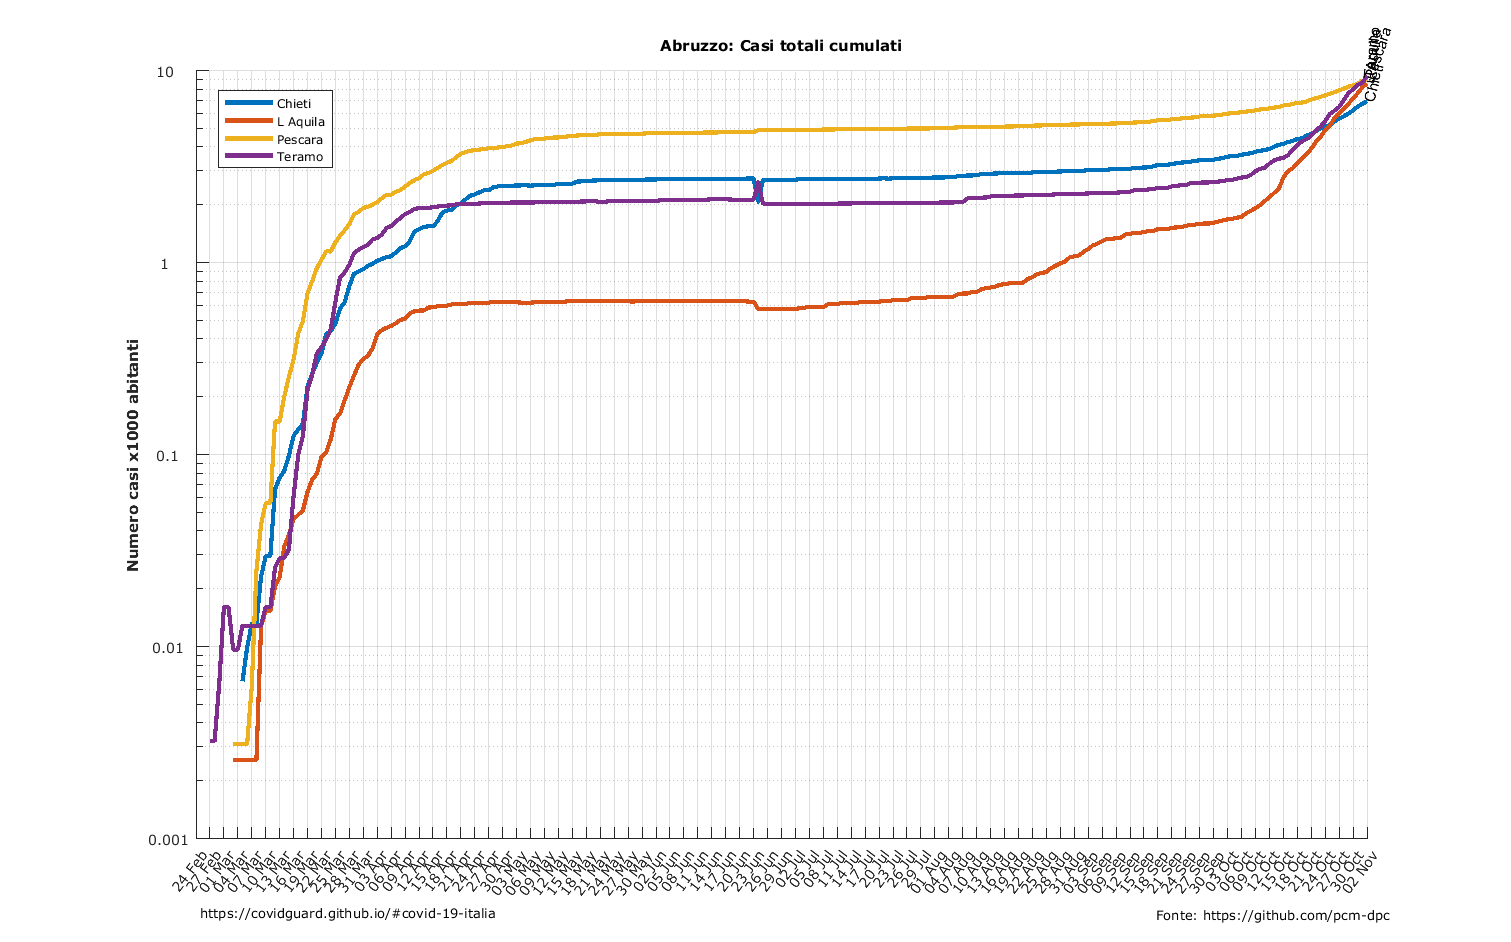 Abruzzo: Casi totali cumulati
Numero casi x1000 abitanti
10
1
0.1
0.01
0.001
Chieti
L Aquila
Pescara
Teramo
Chieti
24 Feb
27 Feb
01 Mar
04 Mar
07 Mar
10 Mar
13 Mar
16 Mar
19 Mar
22 Mar
25 Mar
28 Mar
31 Mar
03 Apr
06 Apr
09 Apr
12 Apr
15 Apr
18 Apr
21 Apr
24 Apr
27 Apr
30 Apr
03 May
06 May
09 May
12 May
15 May
18 May
21 May
24 May
27 May
30 May
02 Jun
05 Jun
08 Jun
11 Jun
14 Jun
17 Jun
20 Jun
23 Jun
26 Jun
29 Jun
02 Jul
05 Jul
08 Jul
11 Jul
14 Jul
17 Jul
20 Jul
23 Jul
26 Jul
29 Jul
01 Aug
04 Aug
07 Aug
10 Aug
13 Aug
16 Aug
19 Aug
22 Aug
25 Aug
28 Aug
31 Aug
03 Sep
06 Sep
09 Sep
12 Sep
15 Sep
18 Sep
21 Sep
24 Sep
27 Sep
30 Sep
03 Oct
06 Oct
09 Oct
12 Oct
15 Oct
18 Oct
21 Oct
24 Oct
27 Oct
30 Oct
02 Nov
https://covidguard.github.io/#covid-19-italia
Fonte: https://github.com/pcm-dpc